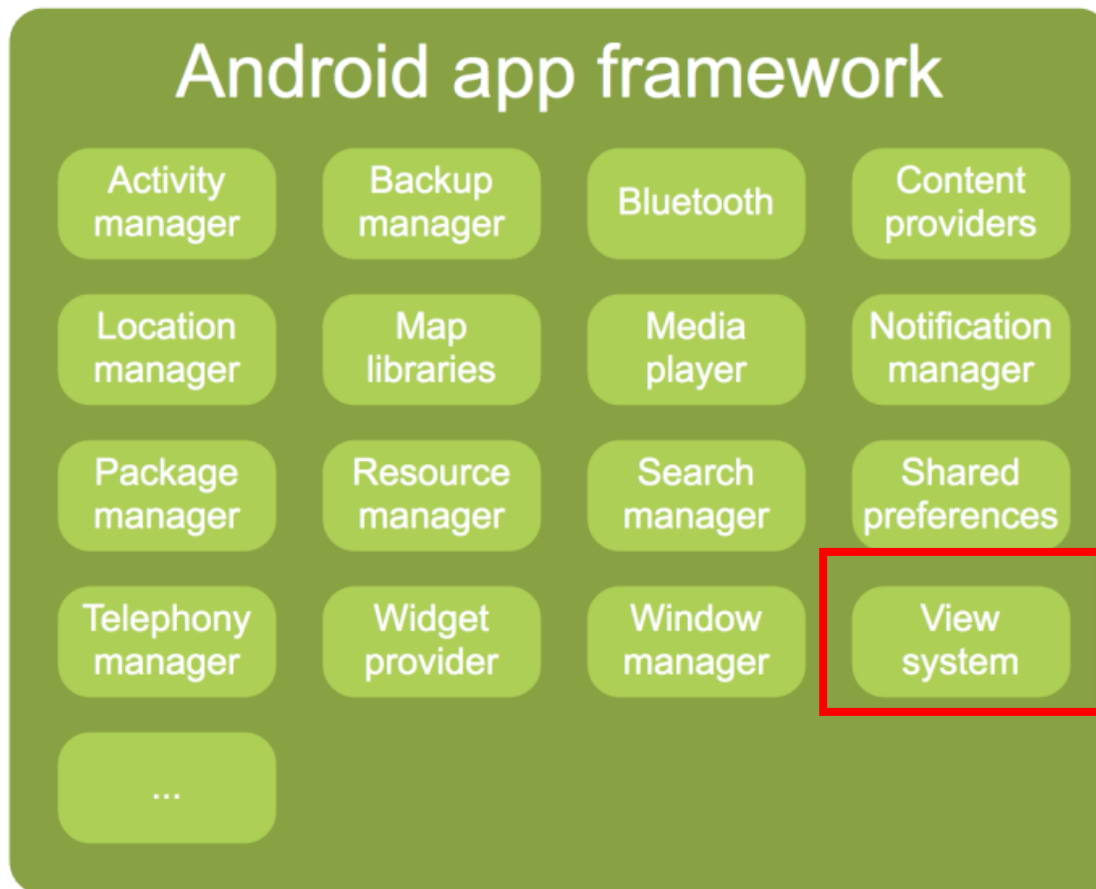 Android app framework
Activity
manager
Backup
manager
Bluetooth
Content
providers
Location
manager
Map
libraries
Media
player
Notification
manager
Package
manager
Resource
manager
Search
manager
Shared
preferences
Telephony
manager
Widget
provider
Window
manager
View
system
...